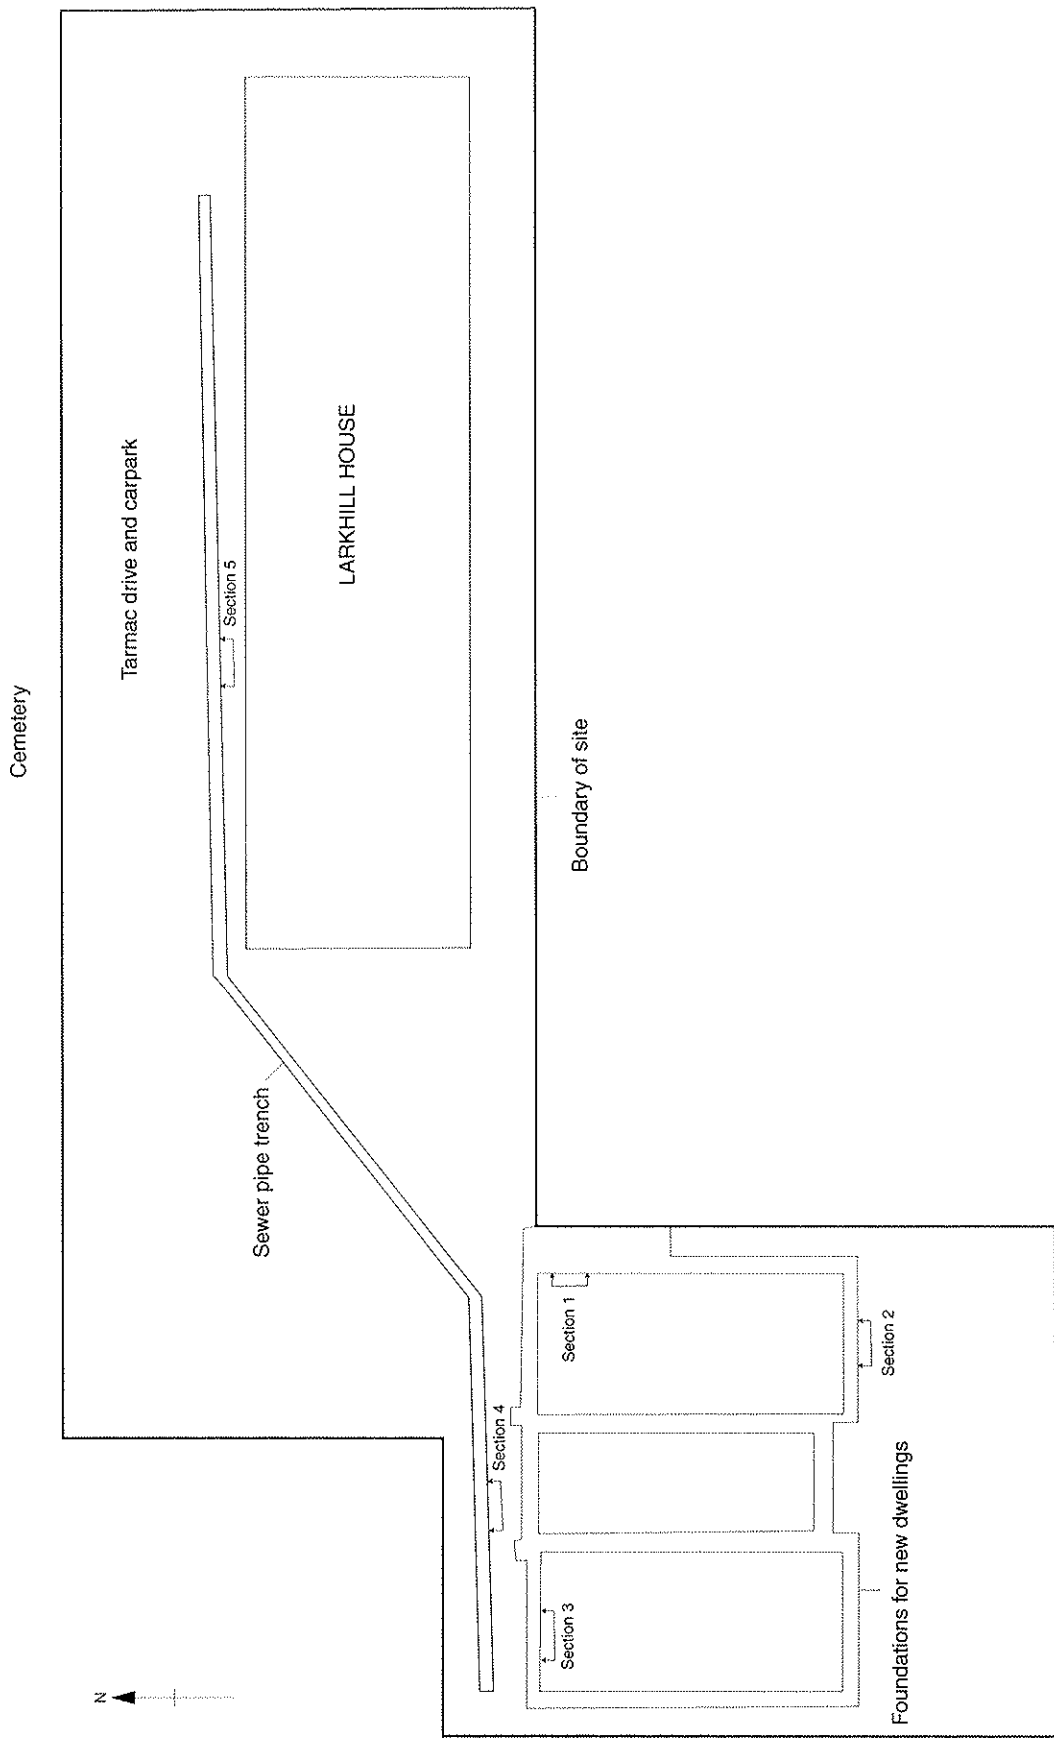 Cemetery
Tarmac drive and carpark
Section 5
LARKHILL HOUSE
Sewer pipe trench
Boundary of site
Section 4
Section 1
Section 3
Section 2
Foundations for new dwellings
N